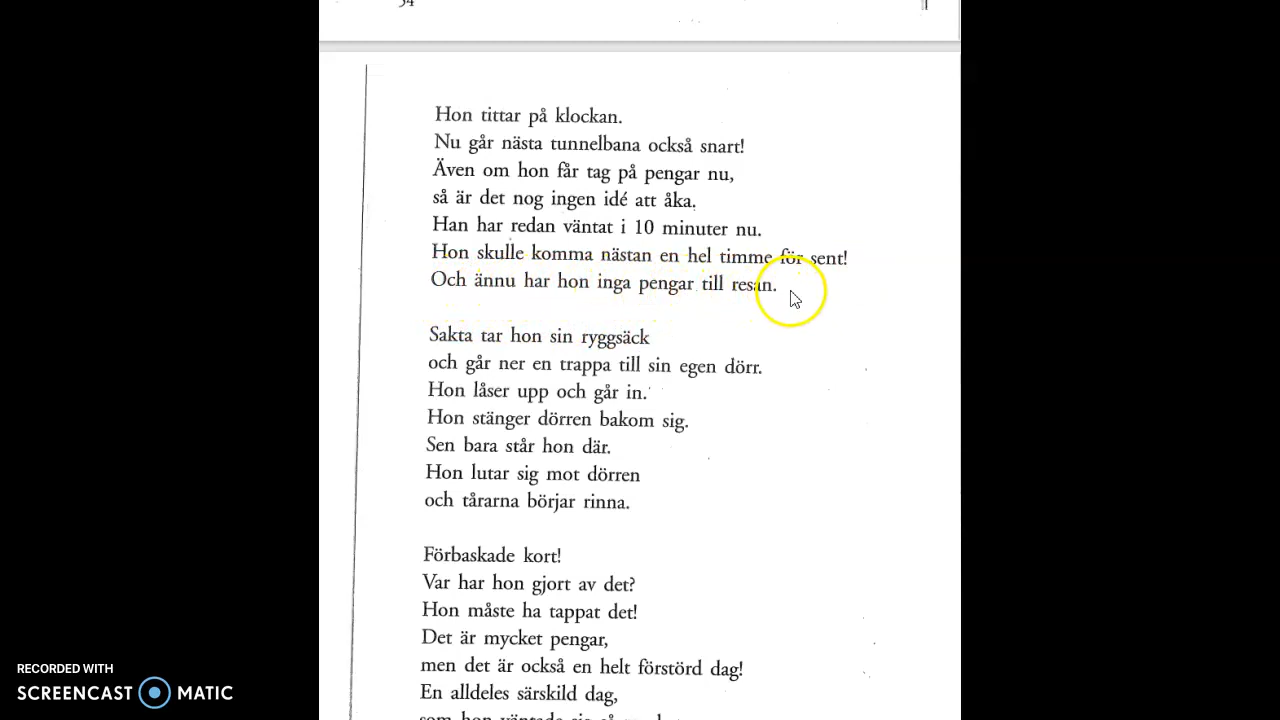 34
Hon tittar på klockan.
Nu går nästa tunnelbana också snart!
Även om hon får tag på pengar nu,
så är det nog ingen idé att åka.
Han har redan väntat i 10 minuter nu.
Hon skulle komma nästan en hel timme för sent!
Och ännu har hon inga pengar till resan.
Sakta tar hon sin ryggsäck
och går ner en trappa till sin egen dörr.
Hon låser upp och går in.
Hon stänger dörren bakom sig.
Sen bara står hon där.
Hon lutar sig mot dörren
och tårarna börjar rinna.
Förbaskade kort!
Var har hon gjort av det?
Hon måste ha tappat det!
Det är mycket pengar,
men det är också en helt förstörd dag!
En alldeles särskild dag,
som hon väntade sig så
RECORDED WITH
SCREENCAST MATIC